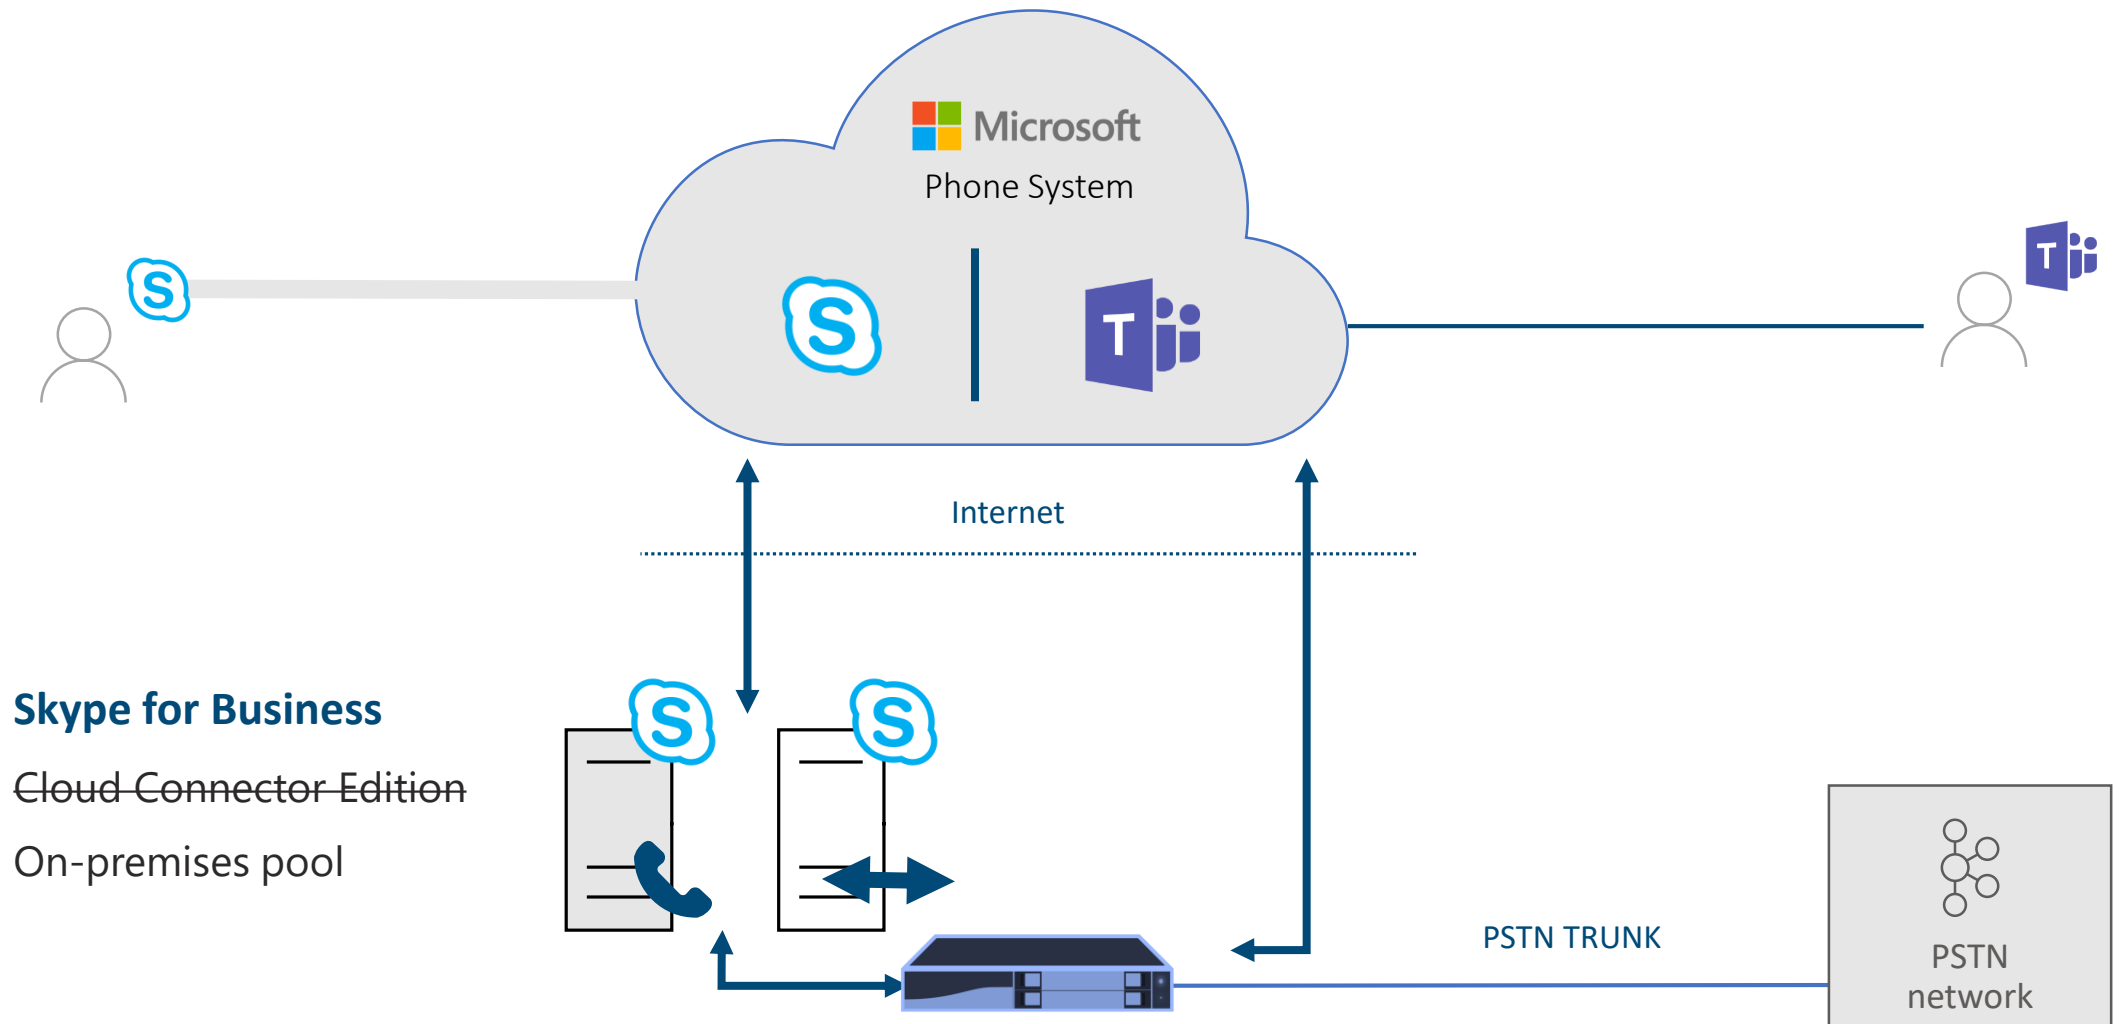 Microsoft
Phone System
S
S
T
T
Internet
Skype for Business
Cloud Connector Edition
On-premises pool
S
S
PSTN TRUNK
PSTN
network